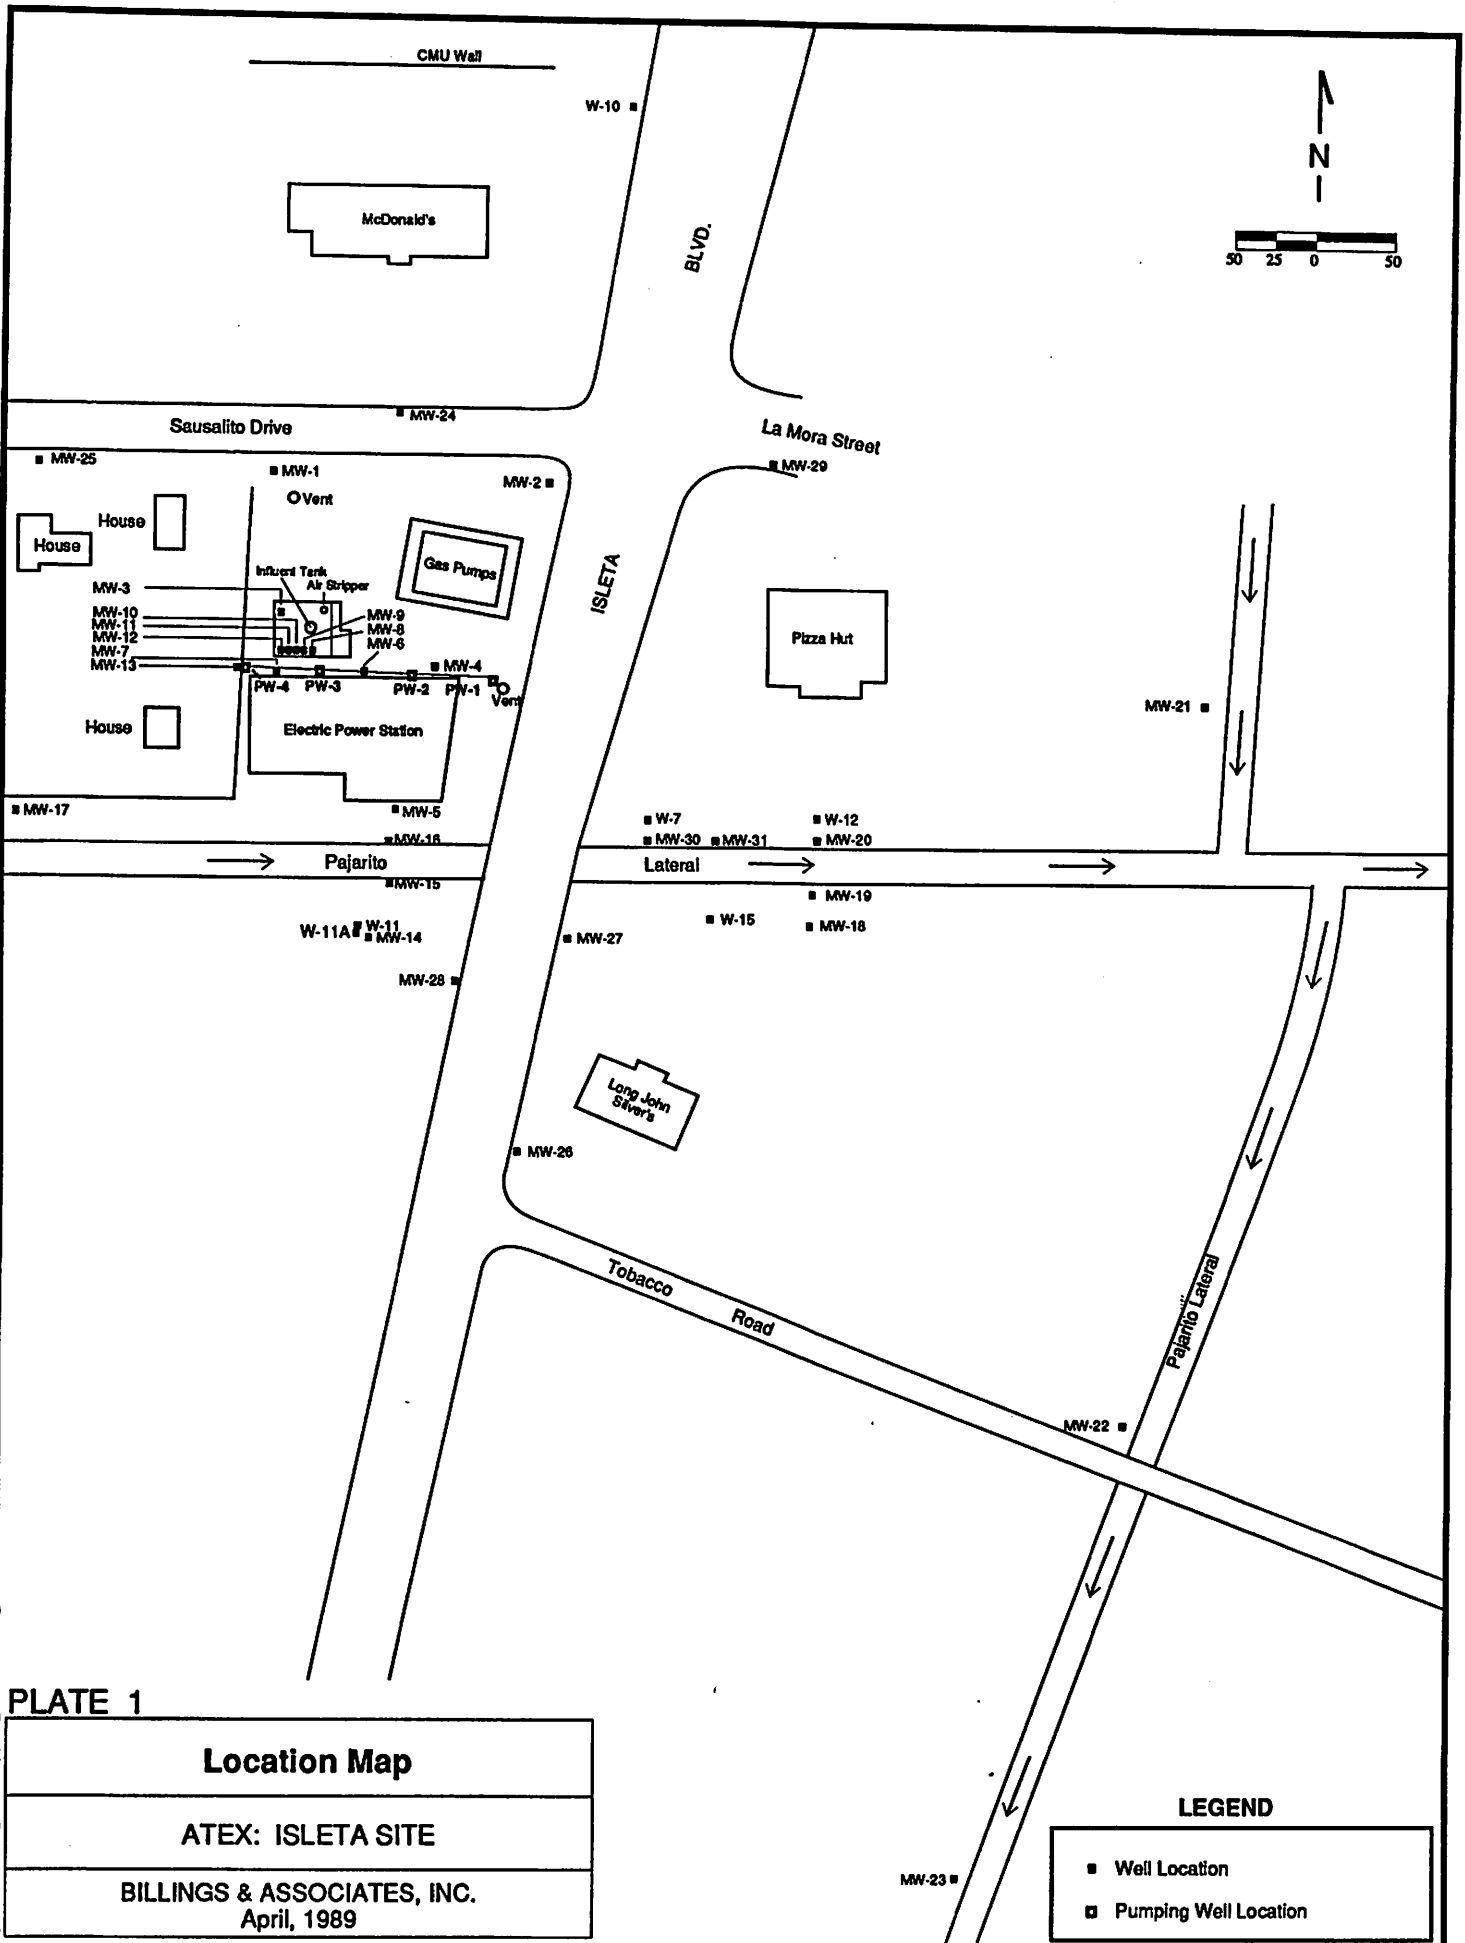 CMU Wall
W-10
N
McDonald's
BLVD.
50 25 0 50
MW-24
Sausalito Drive
La Mora Street
MW-25
MW-1
MW-29
MW-2
Vent
House
House
Gas Pumps
ISLETA
Influent Tank
Air Stripper
MW-3
MW-10
MW-11
MW-12
MW-7
MW-13
MW-9
MW-8
MW-6
Pizza Hut
MW-4
PW-4 PW-3 PW-2 PW-1
Vent
MW-21
House
Electric Power Station
MW-17
MW-5
W-7
W-12
MW-16
MW-30 MW-31 MW-20
Pajarito
Lateral
MW-15
MW-19
W-11
W-15
MW-18
W-11A
MW-14
MW-27
MW-28
Long John
Silver's
MW-26
Tobacco
Road
Pajarito Lateral
MW-22
PLATE 1
Location Map
ATEX: ISLETA SITE
BILLINGS & ASSOCIATES, INC.
April, 1989
MW-23
LEGEND
Well Location
Pumping Well Location